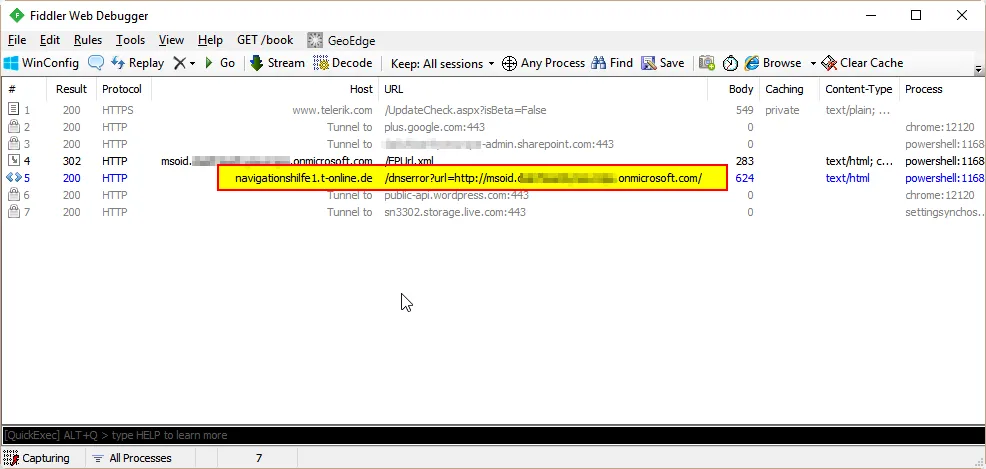 Fiddler Web Debugger
File Edit Rules Tools View Help GET /book GeoEdge
WinConfig Replay Go Stream Decode Keep: All sessions Any Process Find Save Browse Clear Cache
# Result Protocol Host URL Body Caching Content-Type Process
1 200 HTTPS www.telerik.com /UpdateCheck.aspx?isBeta=False 549 private text/plain; ...
2 200 HTTP Tunnel to plus.google.com:443 0 chrome:12120
3 200 HTTP Tunnel to -admin.sharepoint.com:443 0 powershell:1168
4 302 HTTP msoid. .onmicrosoft.com /FPUrl.xml 283 text/html; c... powershell:1168
5 200 HTTP navigationshilfe1.t-online.de /dnserror?url=http://msoid.d .onmicrosoft.com/ 624 text/html powershell:1168
6 200 HTTP Tunnel to public-api.wordpress.com:443 0 chrome:12120
7 200 HTTP Tunnel to sn3302.storage.live.com:443 0 settingsynchos...
[QuickExec] ALT+Q > type HELP to learn more
Capturing All Processes 7